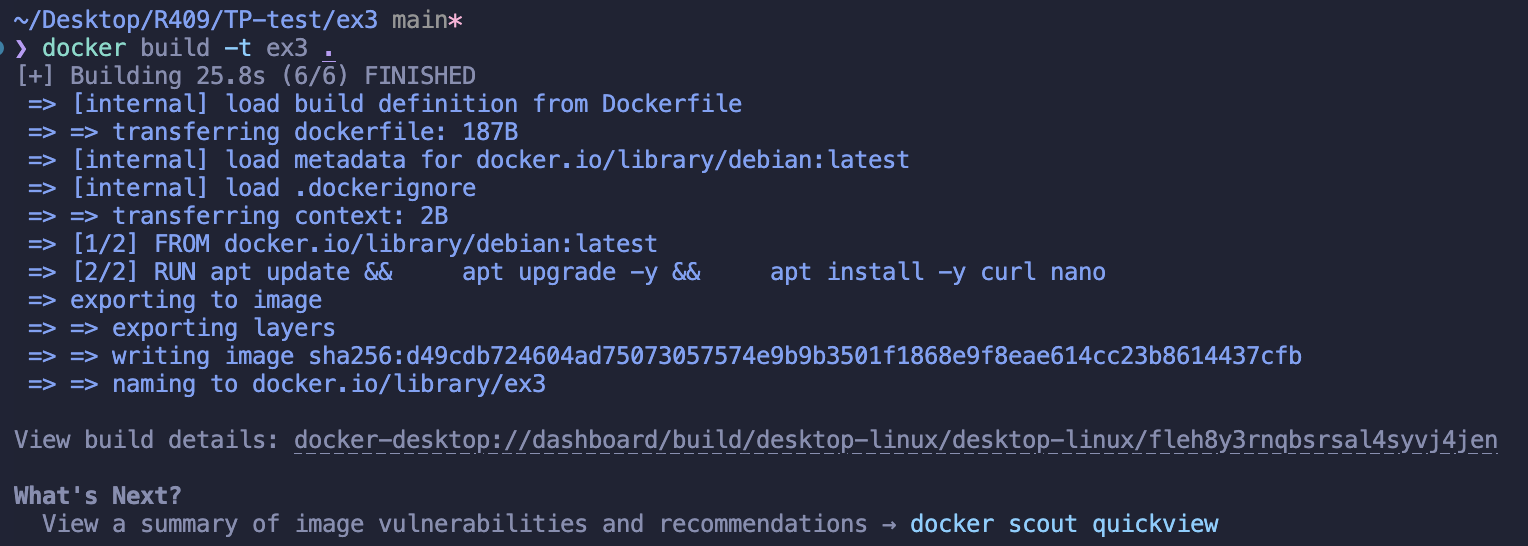 ~/Desktop/R409/TP-test/ex3 main*
❯ docker build -t ex3 .
[+] Building 25.8s (6/6) FINISHED
=> [internal] load build definition from Dockerfile
=> => transferring dockerfile: 187B
=> [internal] load metadata for docker.io/library/debian:latest
=> [internal] load .dockerignore
=> => transferring context: 2B
=> [1/2] FROM docker.io/library/debian:latest
=> [2/2] RUN apt update &&     apt upgrade -y &&     apt install -y curl nano
=> exporting to image
=> => exporting layers
=> => writing image sha256:d49cdb724604ad75073057574e9b9b3501f1868e9f8eae614cc23b8614437cfb
=> => naming to docker.io/library/ex3
View build details: docker-desktop://dashboard/build/desktop-linux/desktop-linux/fleh8y3rnqbsrsal4syvj4jen
What's Next?
View a summary of image vulnerabilities and recommendations → docker scout quickview